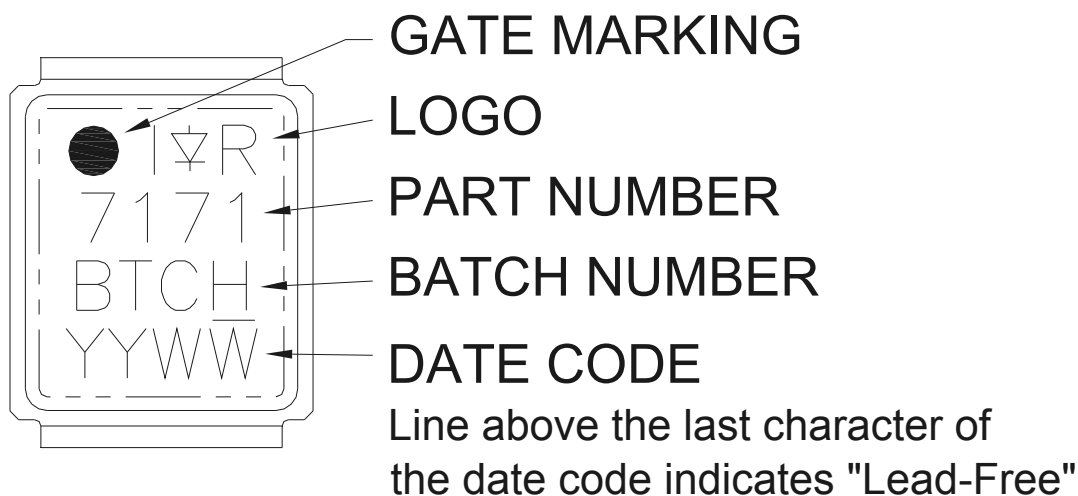 GATE MARKING
I R
LOGO
7171
PART NUMBER
BTCH
BATCH NUMBER
YYWW
DATE CODE
Line above the last character of
the date code indicates "Lead-Free"